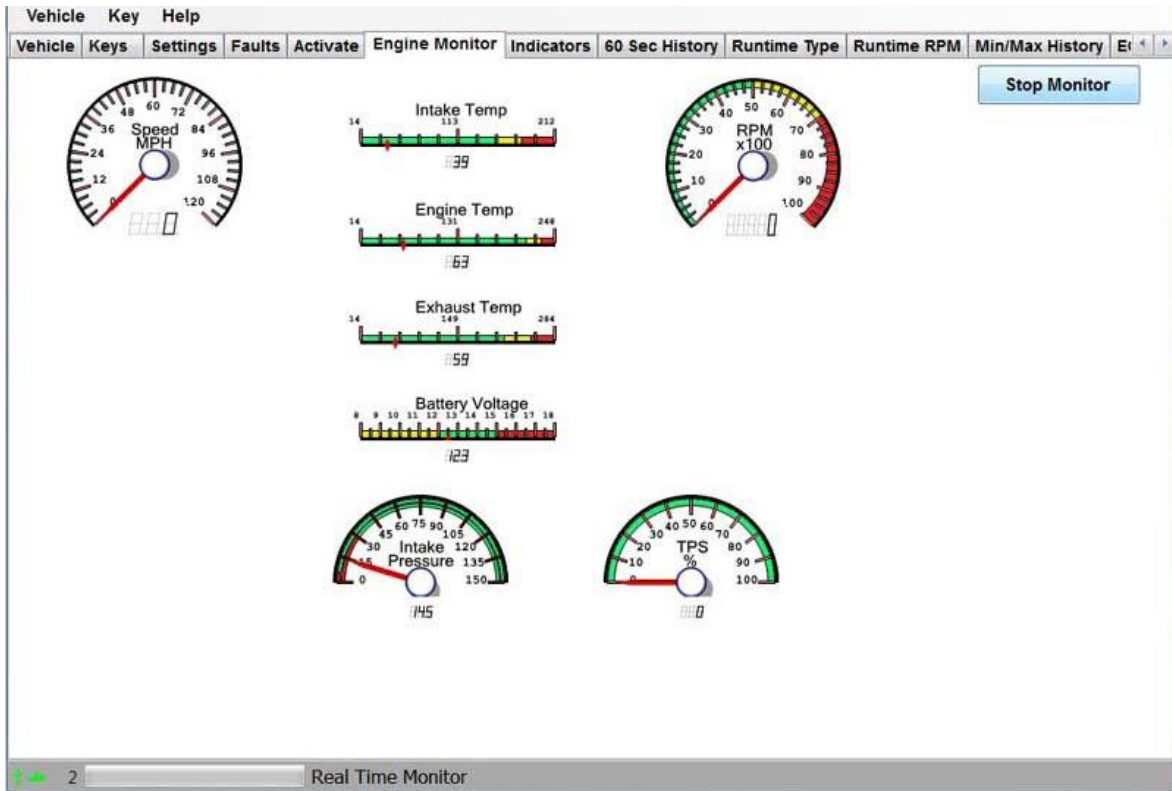 Vehicle Key Help
Vehicle Keys Settings Faults Activate Engine Monitor Indicators 60 Sec History Runtime Type Runtime RPM Min/Max History
Stop Monitor
Speed
MPH
0 12 24 36 48 60 72 84 96 108 120
0
Intake Temp
14 113 212
39
Engine Temp
14 131 248
63
Exhaust Temp
14 149 284
59
Battery Voltage
8 9 10 11 12 13 14 15 16 17 18
12.3
RPM
x100
0 10 20 30 40 50 60 70 80 90 100
0
Intake
Pressure
0 15 30 45 60 75 90 105 120 135 150
14.5
TPS
%
0 10 20 30 40 50 60 70 80 90 100
0
2 Real Time Monitor